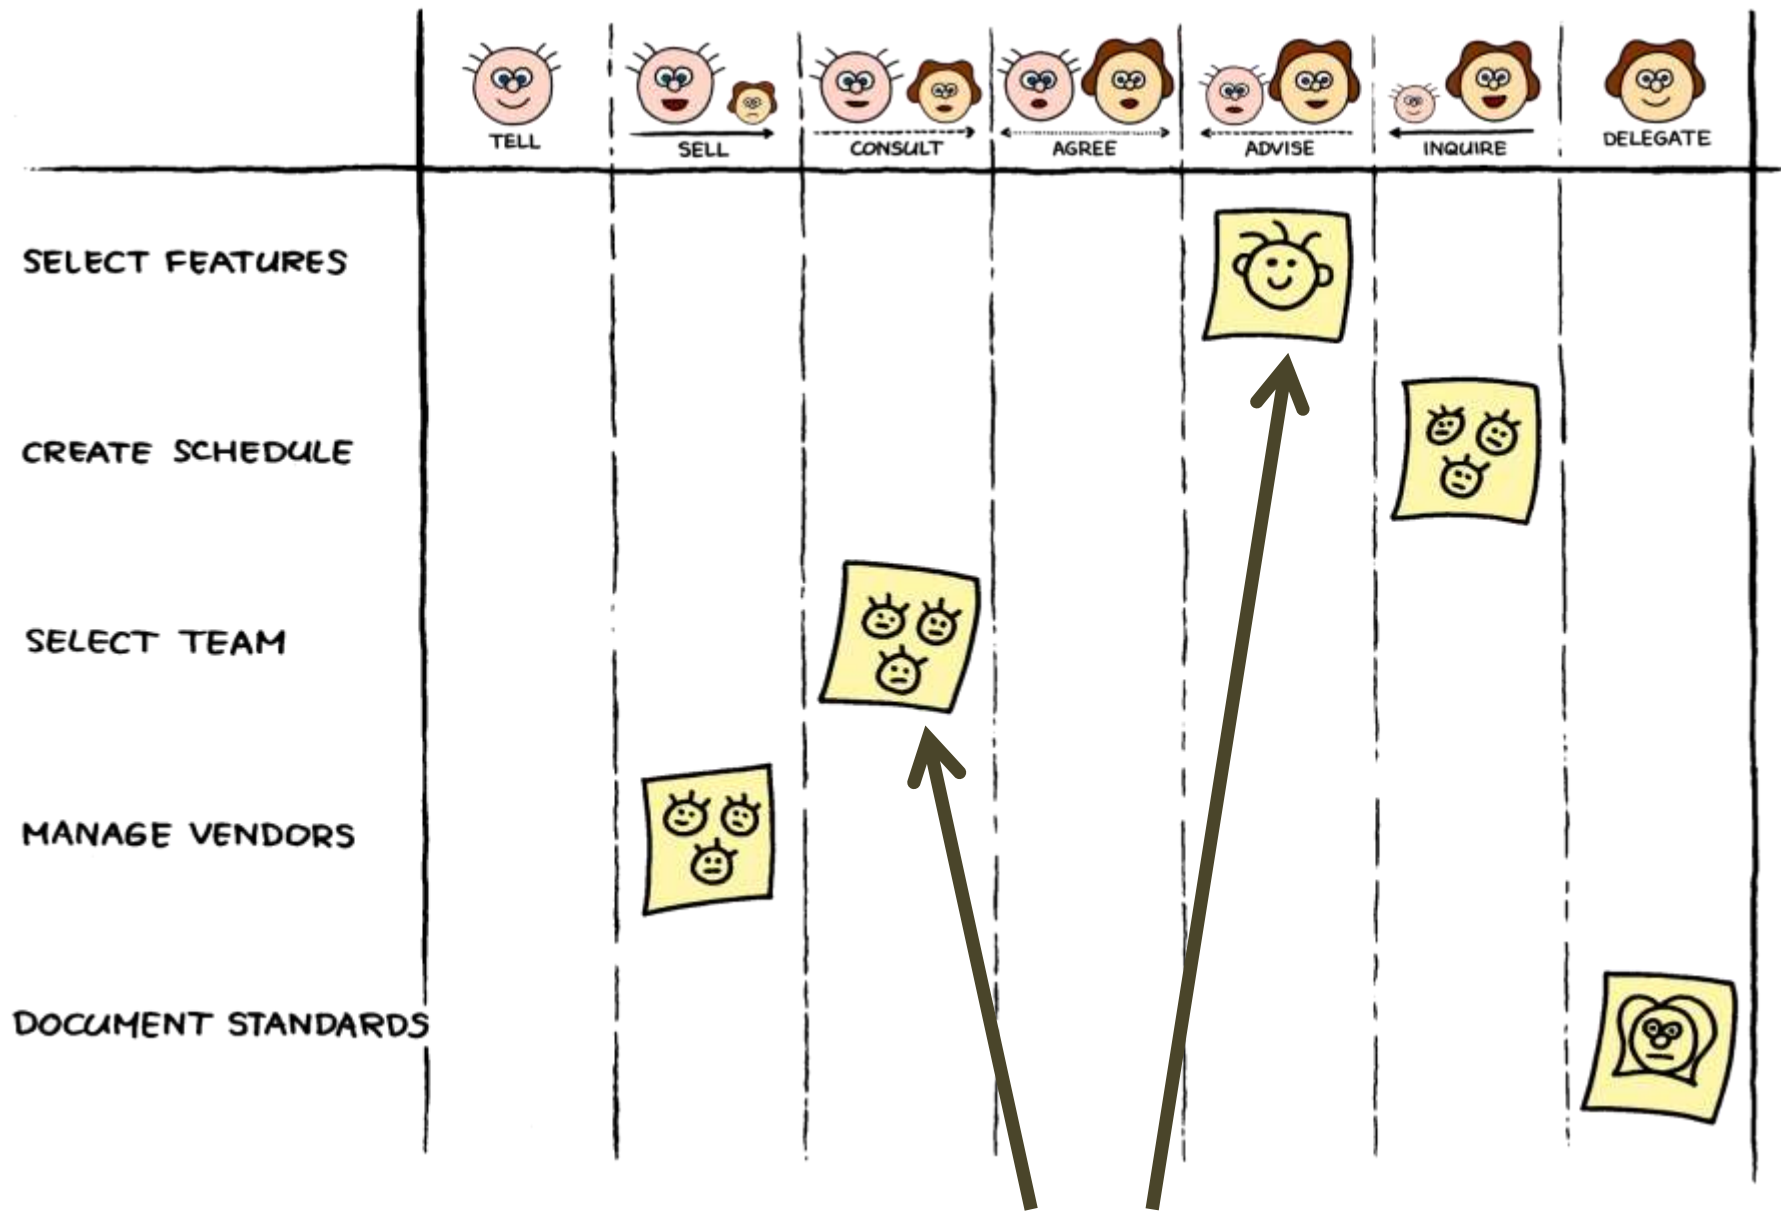 TELL
SELL
CONSULT
AGREE
ADVISE
INQUIRE
DELEGATE
SELECT FEATURES
CREATE SCHEDULE
SELECT TEAM
MANAGE VENDORS
DOCUMENT STANDARDS